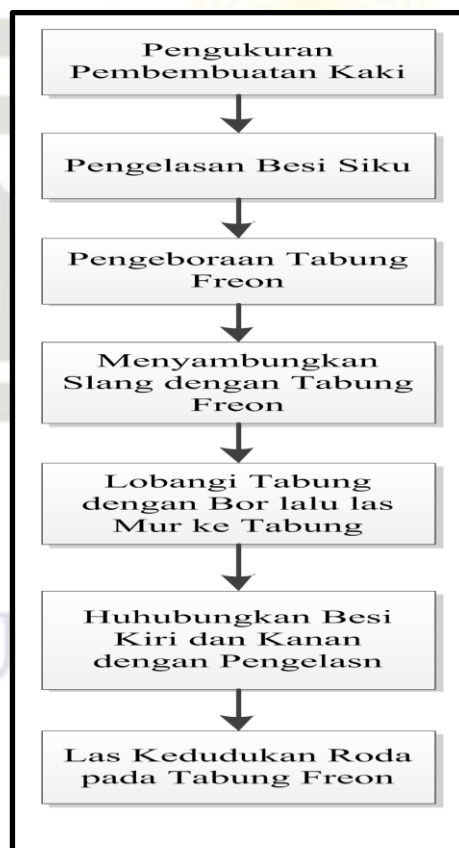 Pengukuran
Pembembuatan Kaki
Pengelasan Besi Siku
Pengeboraan Tabung
Freon
Menyambungkan
Slang dengan Tabung
Freon
Lobangi Tabung
dengan Bor lalu las
Mur ke Tabung
Huhubungkan Besi
Kiri dan Kanan
dengan Pengelasn
Las Kedudukan Roda
pada Tabung Freon